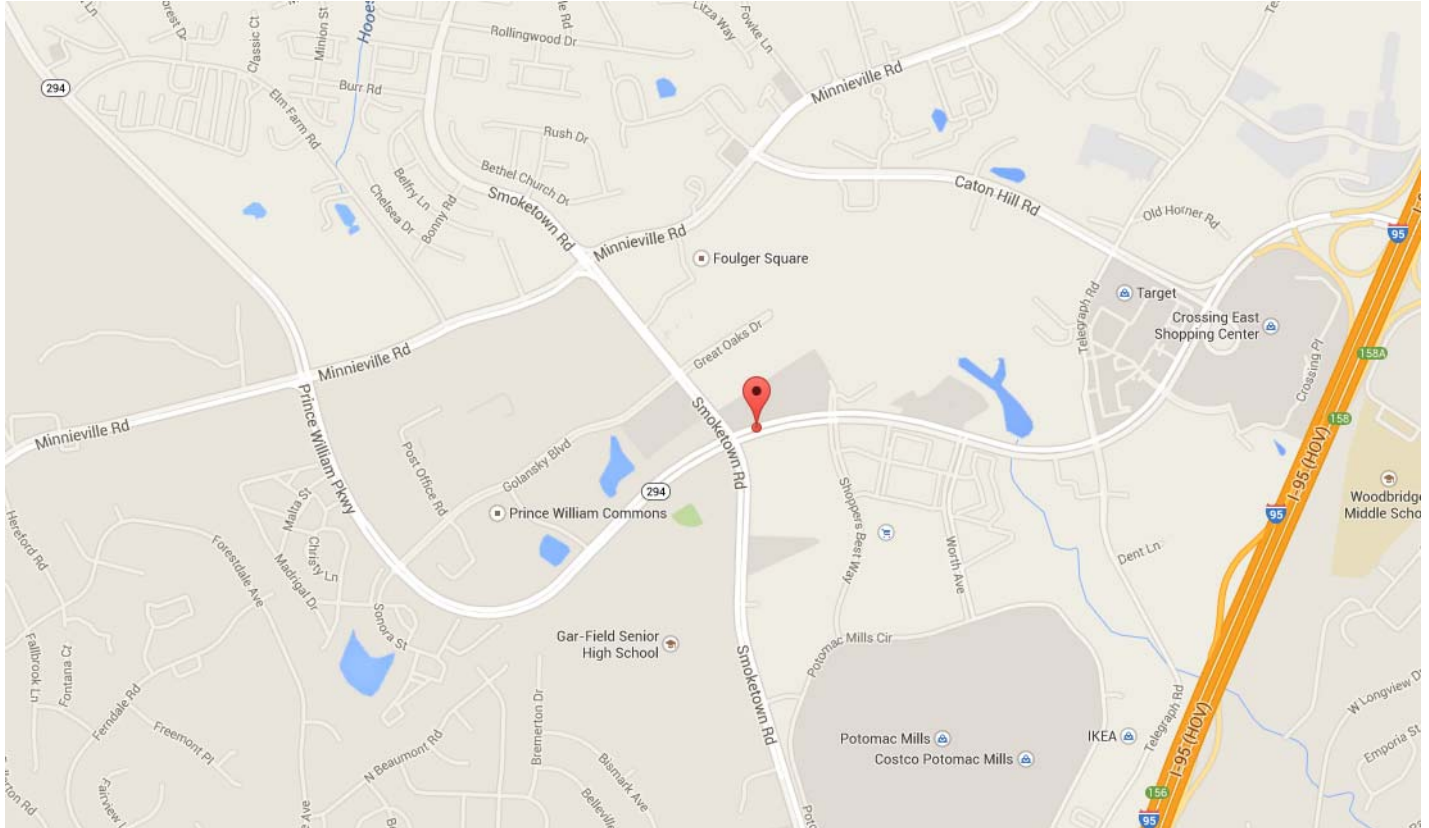 Forest Dr
Classic Ct
Minion St
Hooes
Rollingwood Dr
Litza Way
Fowke Ln
294
Burr Rd
Elm Farm Rd
Minnieville Rd
Rush Dr
Bethel Church Dr
Belfry Ln
Chelsea Dr
Bonny Rd
Smoketown Rd
Caton Hill Rd
Old Horner Rd
95
Minnieville Rd
Foulger Square
Target
Telegraph Rd
Crossing East
Shopping Center
Crossing Pl
158A
Great Oaks Dr
Minnieville Rd
Prince William Pkwy
Smoketown Rd
158
I-95 (HOV)
Minnieville Rd
Post Office Rd
Golansky Blvd
294
Prince William Commons
Shoppers Best Way
Worth Ave
Dent Ln
95
Woodbridge
Middle Scho
Malta St
Christy Ln
Madrigal Dr
Hereford Rd
Forestdale Ave
Sonora St
Gar-Field Senior
High School
Potomac Mills Cir
Smoketown Rd
Fallbrook Ln
Fontana Ct
Ferndale Rd
Freemont Pl
N Beaumont Rd
Bremerton Dr
Bismark Ave
Potomac Mills
Costco Potomac Mills
IKEA
Telegraph Rd
I-95 (HOV)
W Longview D
Emporia St
156
95